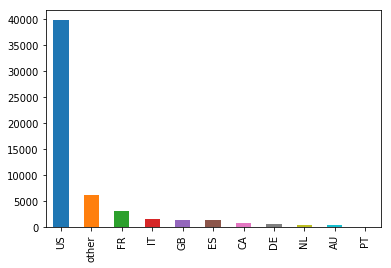 40000
35000
30000
25000
20000
15000
10000
5000
0
US
other
FR
IT
GB
ES
CA
DE
NL
AU
PT